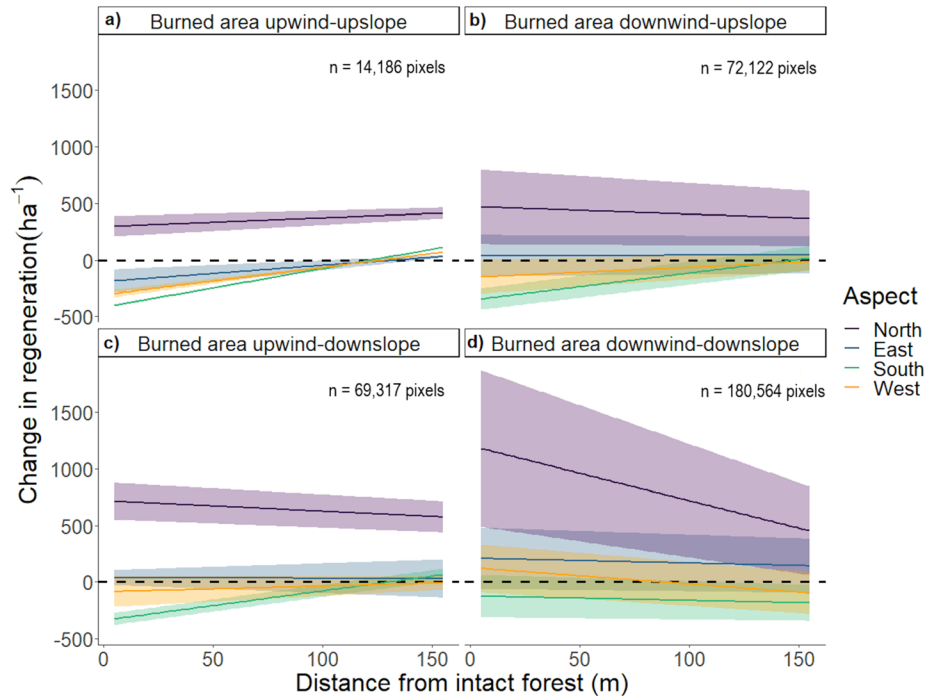 a) Burned area upwind-upslope
b) Burned area downwind-upslope
n = 14,186 pixels
n = 72,122 pixels
1500
1000
500
0
-500
c) Burned area upwind-downslope
d) Burned area downwind-downslope
n = 69,317 pixels
n = 180,564 pixels
1500
1000
500
0
-500
0 50 100 150
0 50 100 150
Change in regeneration(ha⁻¹)
Distance from intact forest (m)
Aspect
North
East
South
West